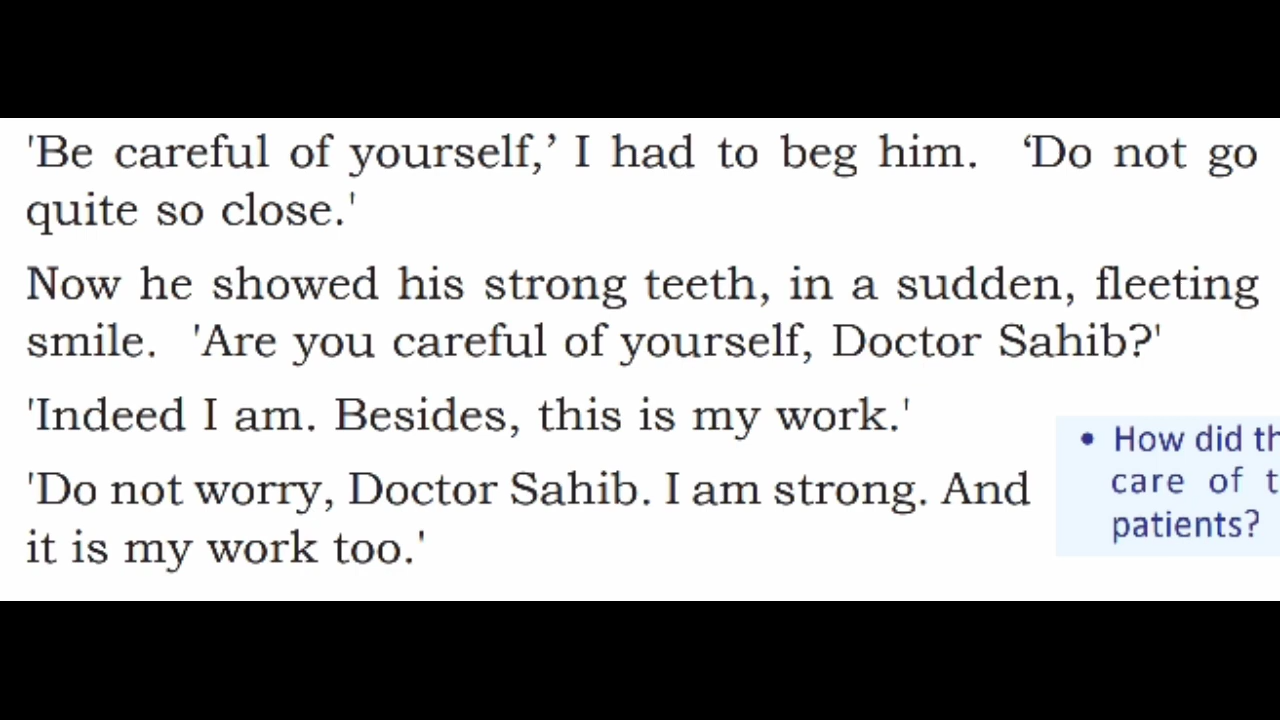 'Be careful of yourself,’ I had to beg him. ‘Do not go
quite so close.'
Now he showed his strong teeth, in a sudden, fleeting
smile. 'Are you careful of yourself, Doctor Sahib?'
'Indeed I am. Besides, this is my work.'
'Do not worry, Doctor Sahib. I am strong. And
it is my work too.'
• How did
care of
patients?